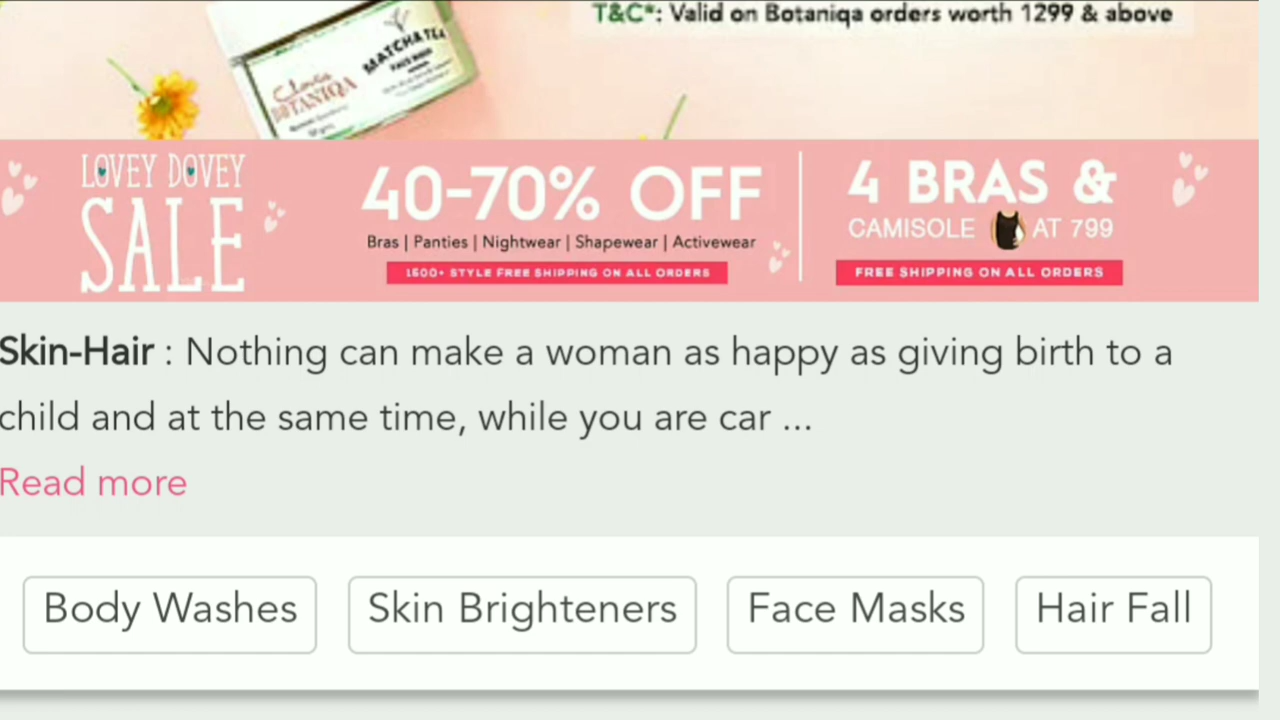 T&C*: Valid on Botaniqa orders worth 1299 & above
MATCHA TEA
FACE MASK
Clovia
BOTANIQA
LOVEY DOVEY
SALE
40-70% OFF
Bras | Panties | Nightwear | Shapewear | Activewear
1500+ STYLE FREE SHIPPING ON ALL ORDERS
4 BRAS &
CAMISOLE AT 799
FREE SHIPPING ON ALL ORDERS
Skin-Hair : Nothing can make a woman as happy as giving birth to a
child and at the same time, while you are car ...
Read more
Body Washes
Skin Brighteners
Face Masks
Hair Fall